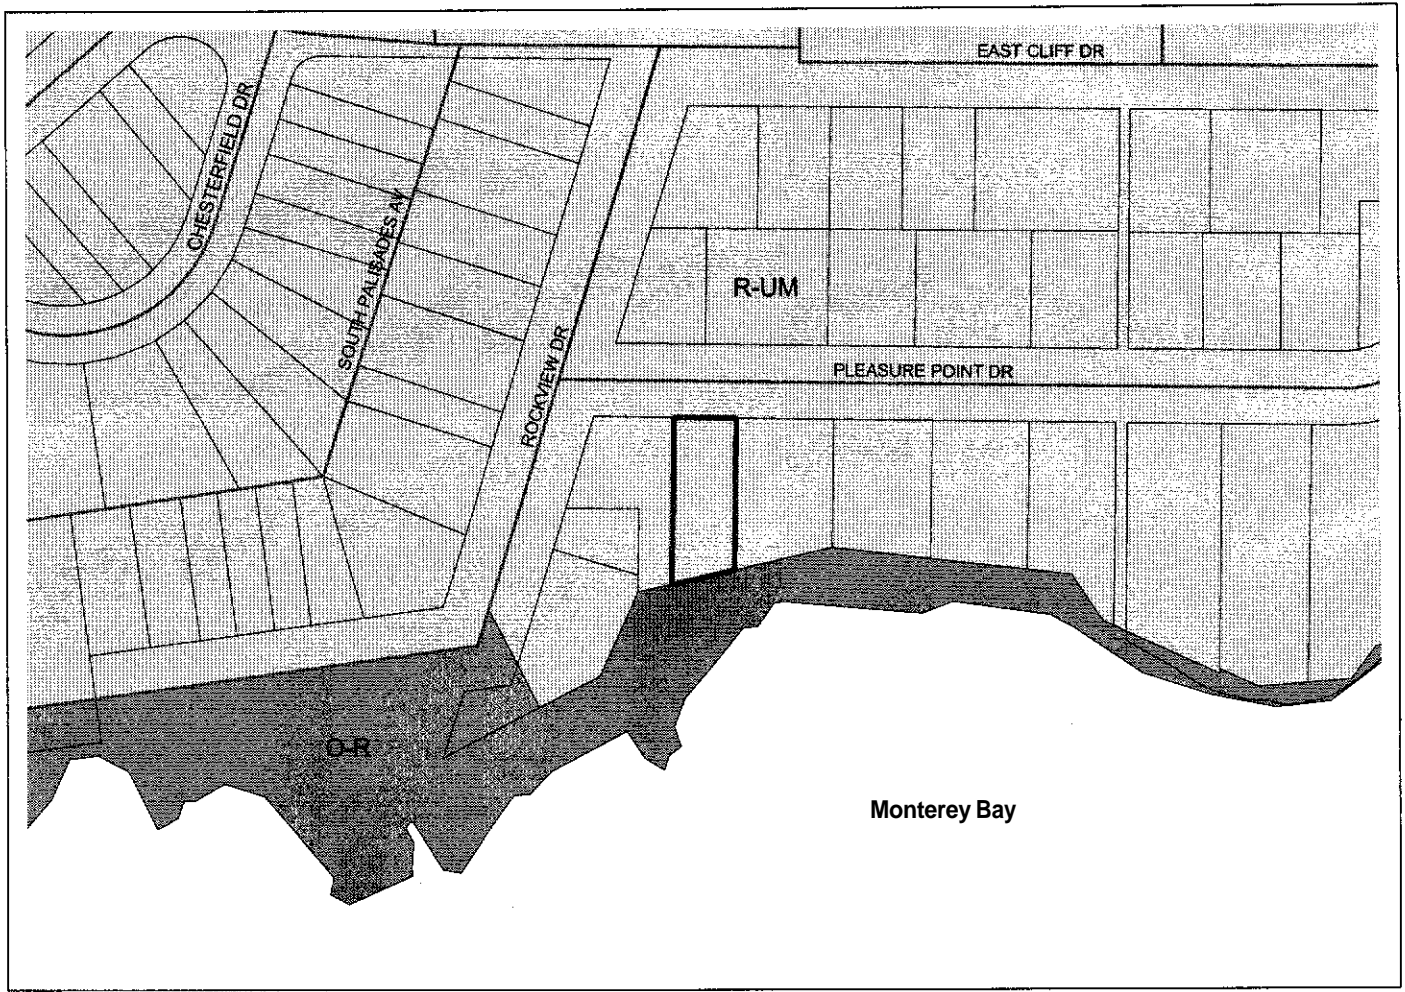 EAST CLIFF DR
CHESTERFIELD DR
SOUTH PALISADES AV
R-UM
ROCKVIEW DR
PLEASURE POINT DR
O-R
Monterey Bay